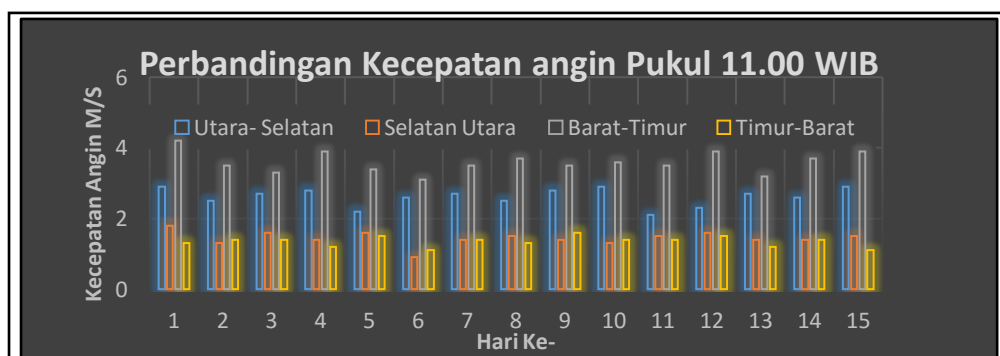 Perbandingan Kecepatan angin Pukul 11.00 WIB
Kecepatan Angin M/S
6
4
2
0
Utara- Selatan Selatan Utara Barat-Timur Timur-Barat
1 2 3 4 5 6 7 8 9 10 11 12 13 14 15
Hari Ke-